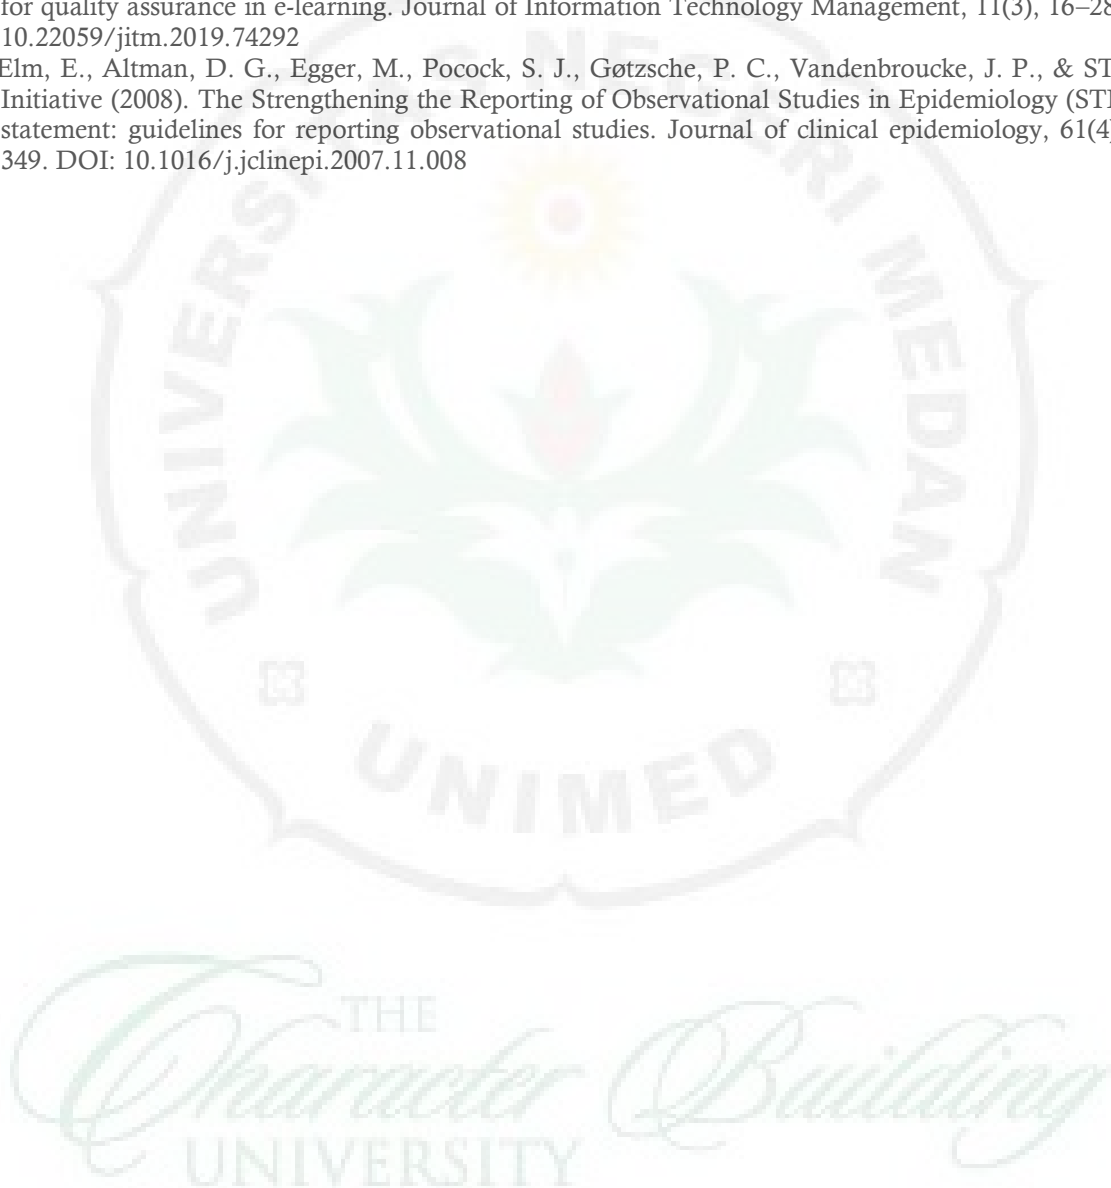 for quality assurance in e-learning. Journal of Information Technology Management, 11(3), 16–28
10.22059/jitm.2019.74292
Elm, E., Altman, D. G., Egger, M., Pocock, S. J., Gøtzsche, P. C., Vandenbroucke, J. P., & ST
Initiative (2008). The Strengthening the Reporting of Observational Studies in Epidemiology (STI
statement: guidelines for reporting observational studies. Journal of clinical epidemiology, 61(4)
349. DOI: 10.1016/j.jclinepi.2007.11.008
UNIVERSITAS NEGERI MEDAN
UNIMED
THE
Character Building
UNIVERSITY